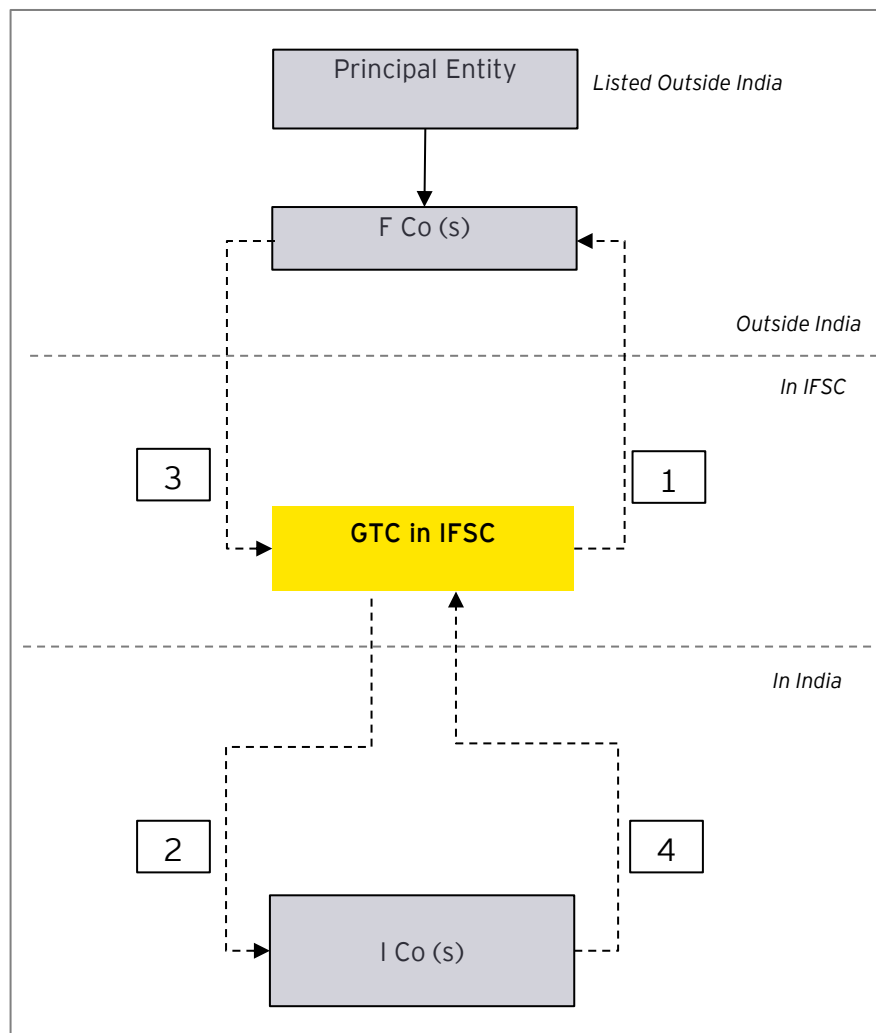 Principal Entity
Listed Outside India
F Co (s)
Outside India
In IFSC
3
1
GTC in IFSC
In India
2
4
I Co (s)